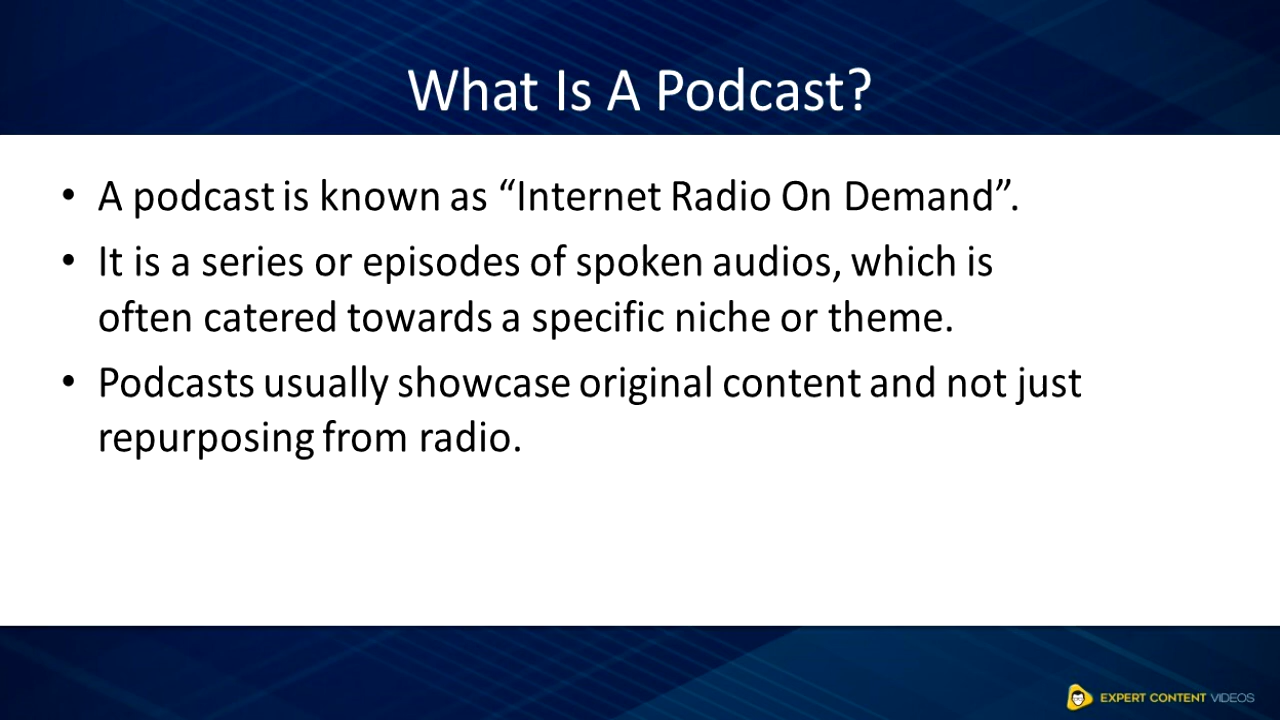 What Is A Podcast?
• A podcast is known as “Internet Radio On Demand”.
• It is a series or episodes of spoken audios, which is
often catered towards a specific niche or theme.
• Podcasts usually showcase original content and not just
repurposing from radio.
EXPERT CONTENT VIDEOS